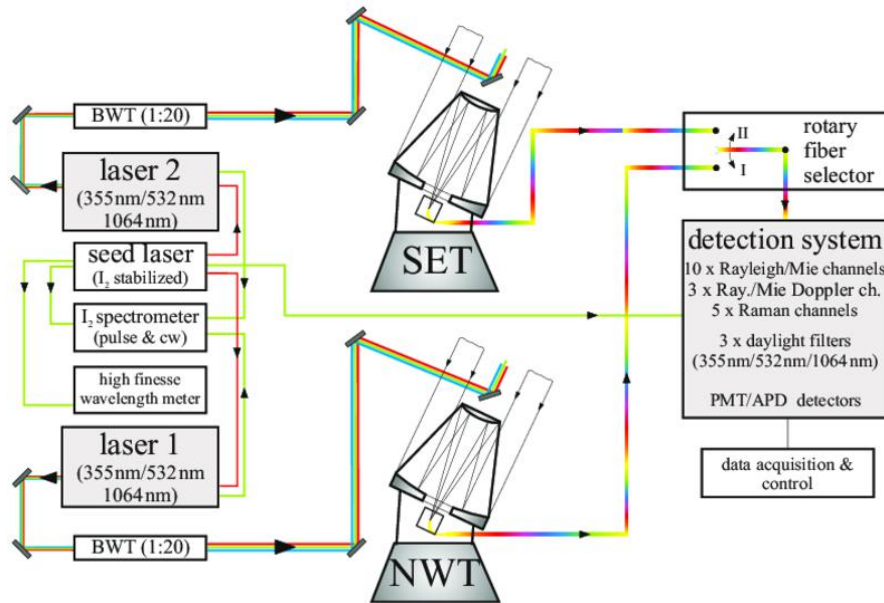 BWT (1:20)
laser 2
(355nm/532nm
1064nm)
seed laser
(I₂ stabilized)
I₂ spectrometer
(pulse & cw)
high finesse
wavelength meter
laser 1
(355nm/532nm
1064nm)
BWT (1:20)
SET
NWT
II
I
rotary
fiber
selector
detection system
10 x Rayleigh/Mie channels
3 x Ray./Mie Doppler ch.
5 x Raman channels
3 x daylight filters
(355nm/532nm/1064nm)
PMT/APD detectors
data acquisition &
control